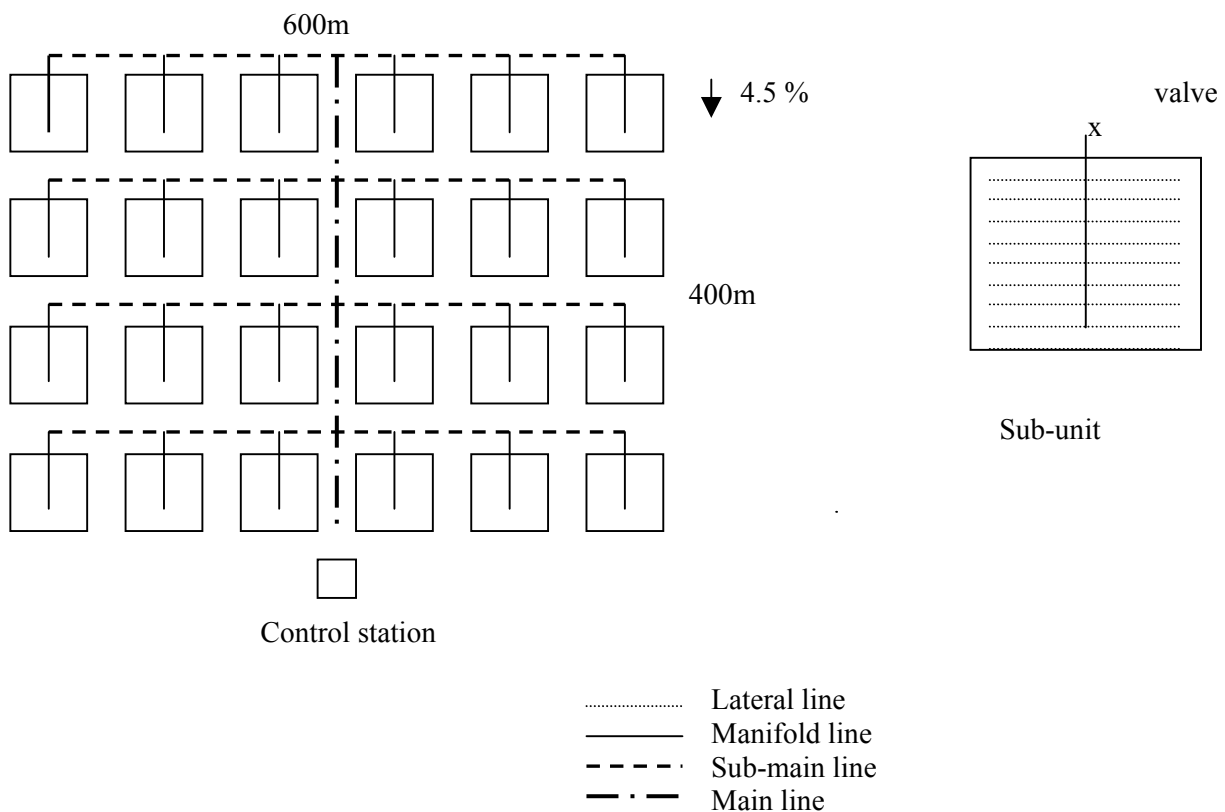 600m
4.5 %
valve
x
400m
Sub-unit
Control station
Lateral line
Manifold line
Sub-main line
Main line